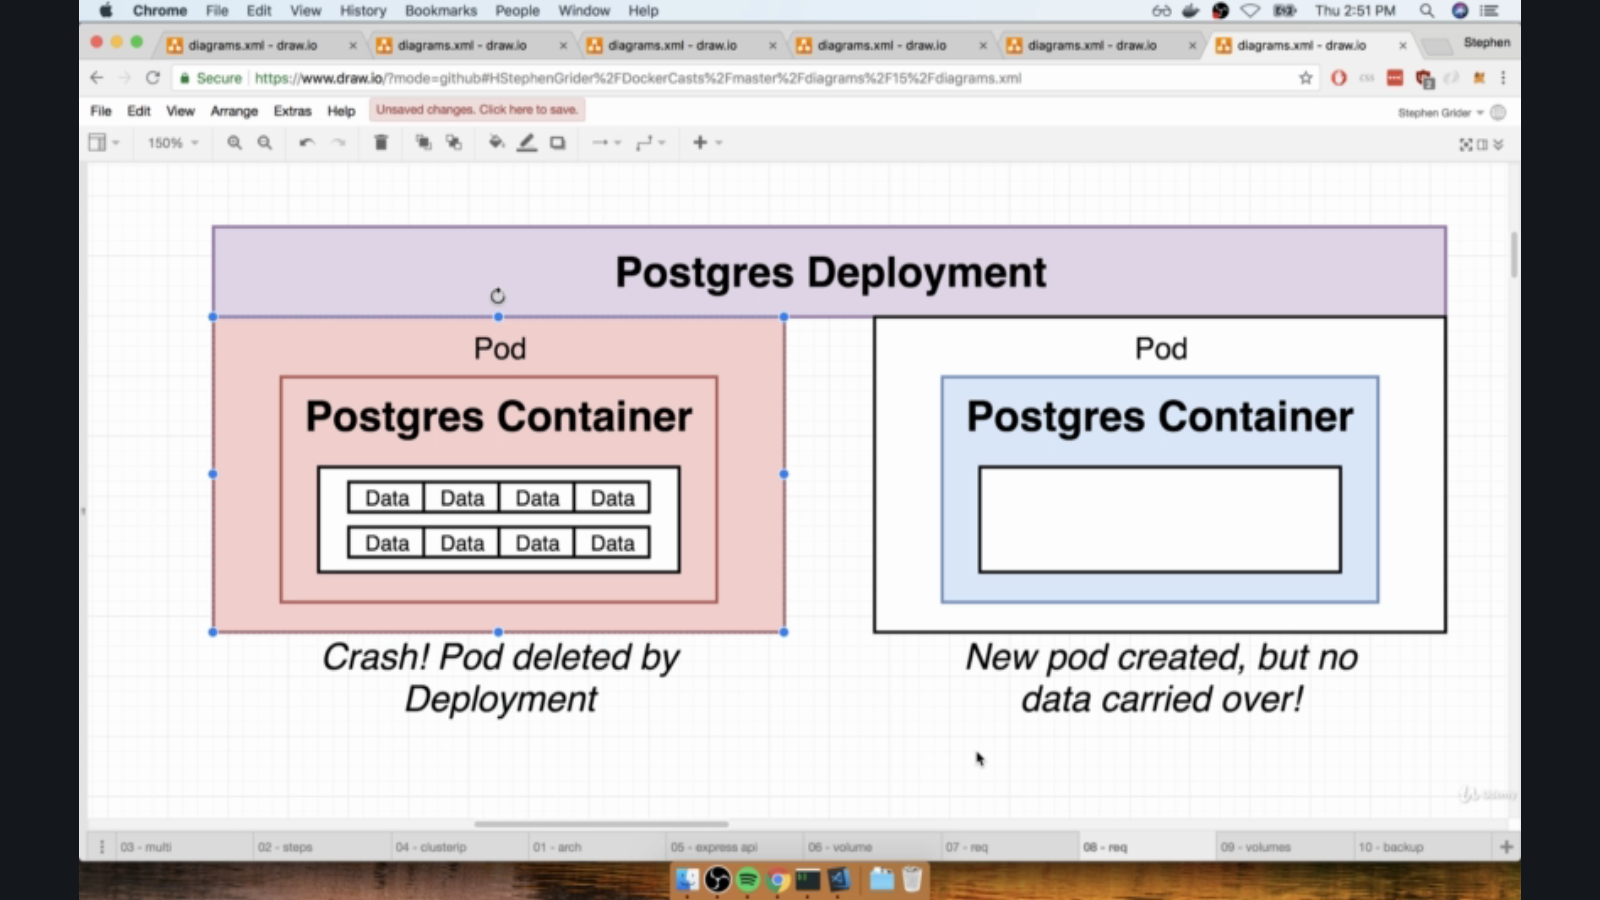 Chrome File Edit View History Bookmarks People Window Help Thu 2:51 PM
diagrams.xml - draw.io diagrams.xml - draw.io diagrams.xml - draw.io diagrams.xml - draw.io diagrams.xml - draw.io diagrams.xml - draw.io Stephen
Secure https://www.draw.io/?mode=github#HStephenGrider%2FDockerCasts%2Fmaster%2Fdiagrams%2F15%2Fdiagrams.xml
File Edit View Arrange Extras Help Unsaved changes. Click here to save. Stephen Grider
150%
Postgres Deployment
Pod
Postgres Container
Data Data Data Data
Data Data Data Data
Crash! Pod deleted by
Deployment
Pod
Postgres Container
New pod created, but no
data carried over!
Udemy
03 - multi 02 - steps 04 - clusterip 01 - arch 05 - express api 06 - volume 07 - req 08 - req 09 - volumes 10 - backup